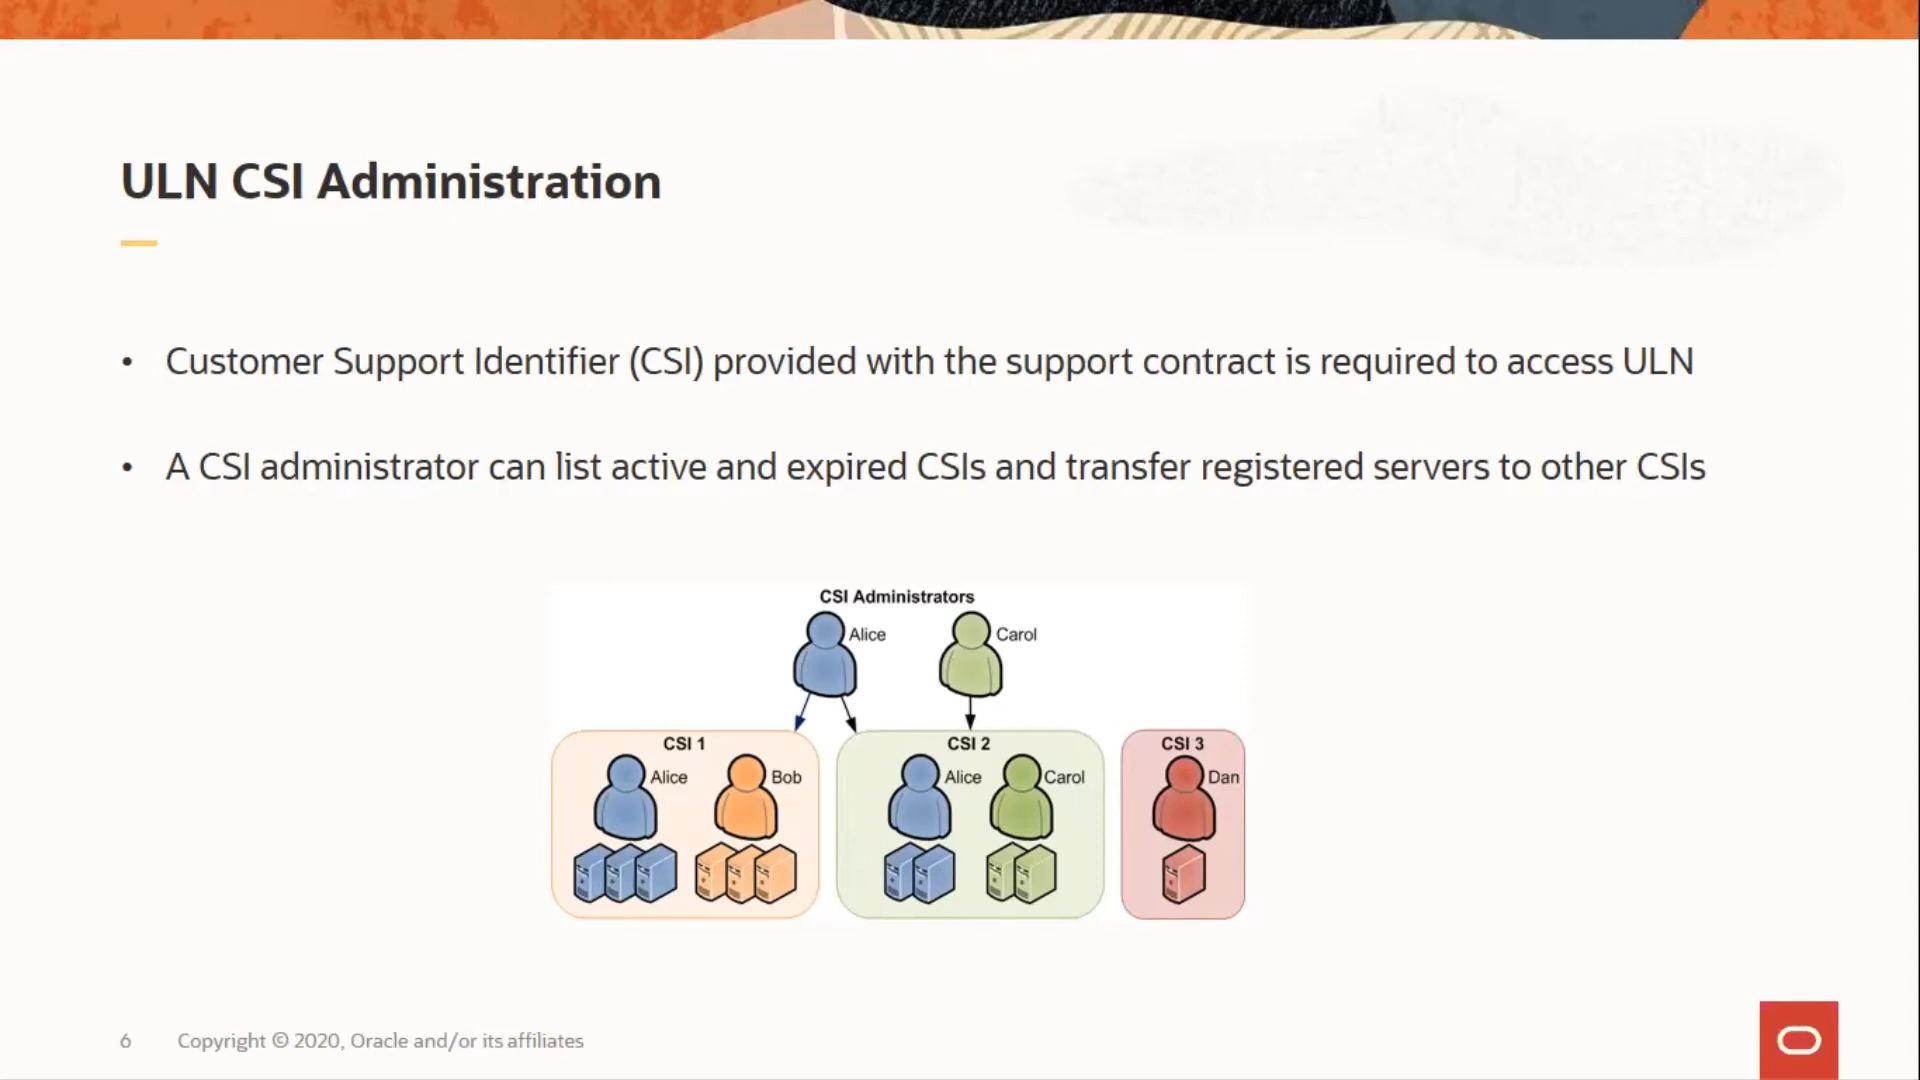 ULN CSI Administration
• Customer Support Identifier (CSI) provided with the support contract is required to access ULN
• A CSI administrator can list active and expired CSIs and transfer registered servers to other CSIs
CSI Administrators
Alice
Carol
CSI 1
Alice
Bob
CSI 2
Alice
Carol
CSI 3
Dan
6 Copyright © 2020, Oracle and/or its affiliates